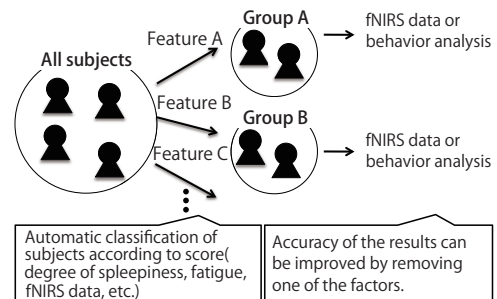 All subjects
Feature A
Feature B
Feature C
Group A
fNIRS data or
behavior analysis
Group B
fNIRS data or
behavior analysis
Automatic classification of
subjects according to score(
degree of spleepiness, fatigue,
fNIRS data, etc.)
Accuracy of the results can
be improved by removing
one of the factors.